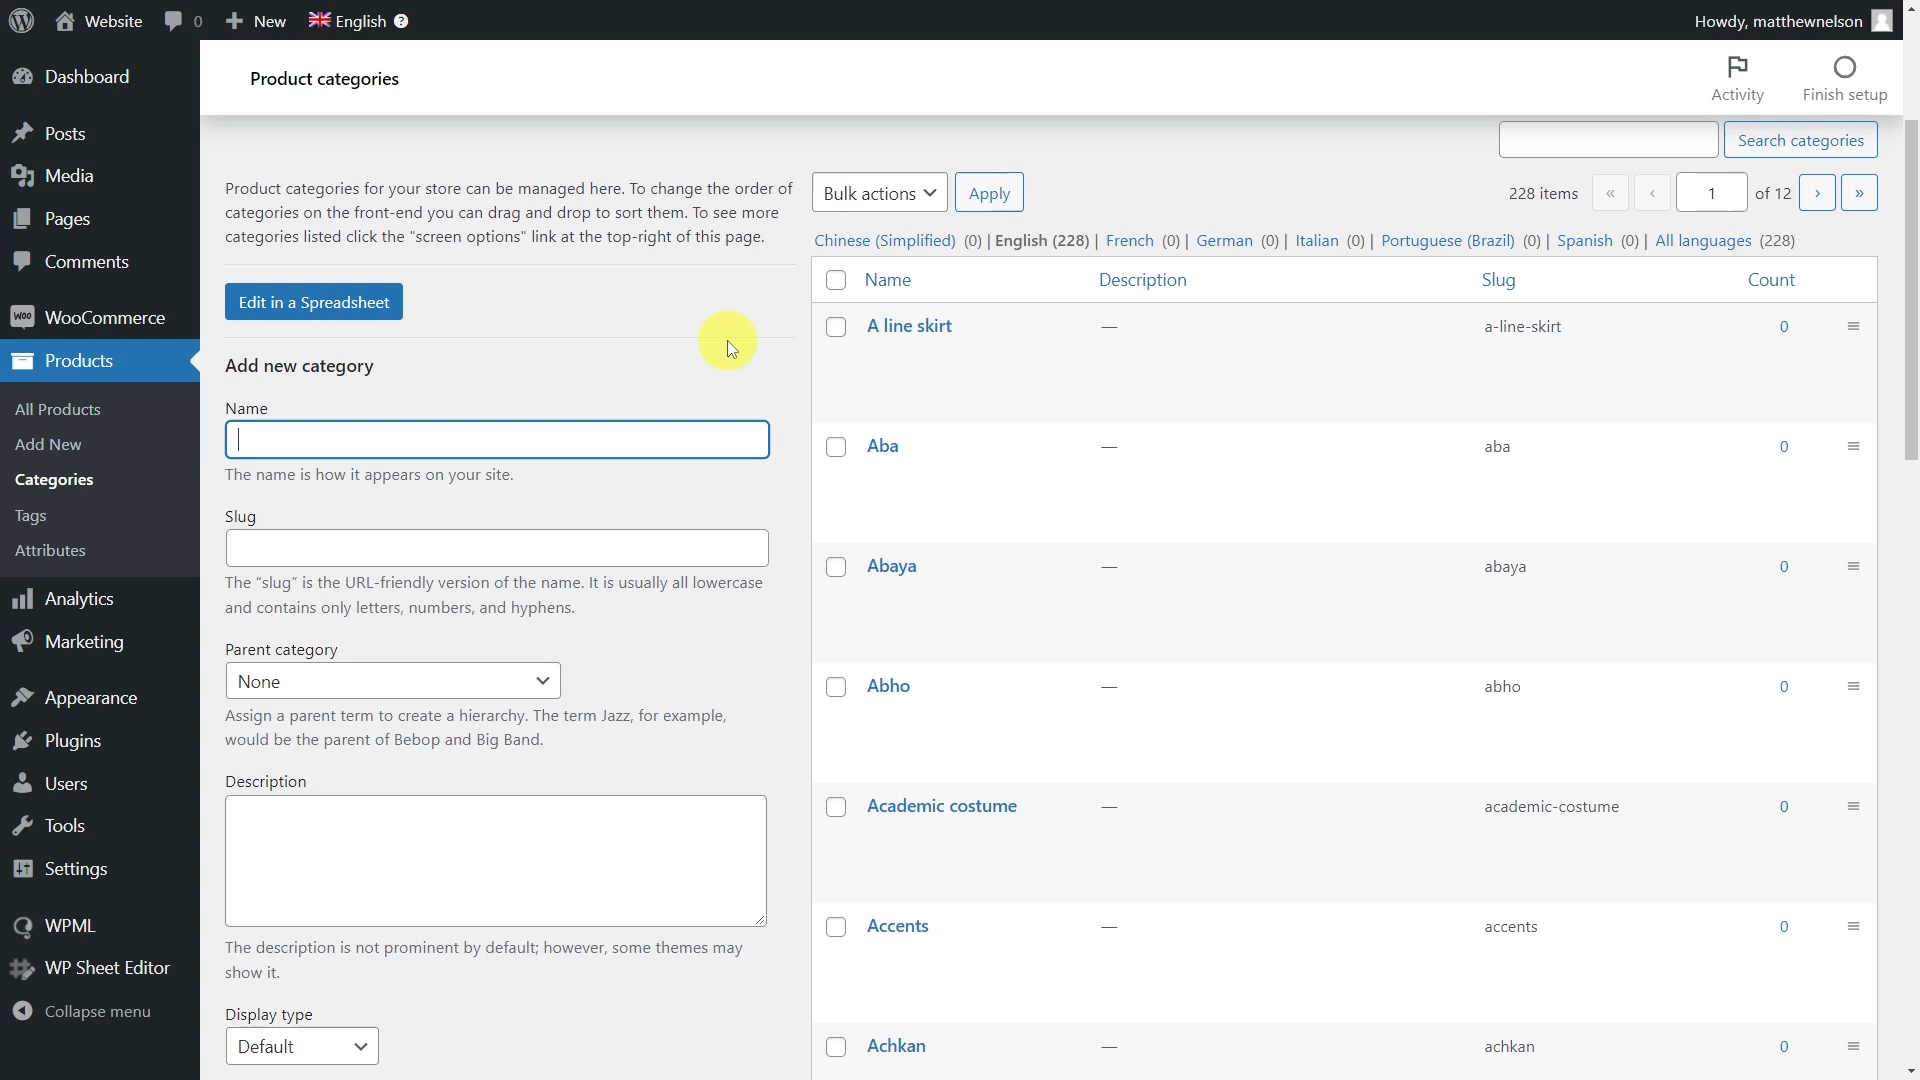 Website 0 New English ?
Howdy, matthewnelson
Dashboard
Posts
Media
Pages
Comments
WooCommerce
Products
All Products
Add New
Categories
Tags
Attributes
Analytics
Marketing
Appearance
Plugins
Users
Tools
Settings
WPML
WP Sheet Editor
Collapse menu
Product categories
Activity
Finish setup
Search categories
Product categories for your store can be managed here. To change the order of
categories on the front-end you can drag and drop to sort them. To see more
categories listed click the "screen options" link at the top-right of this page.
Edit in a Spreadsheet
Add new category
Name
The name is how it appears on your site.
Slug
The “slug” is the URL-friendly version of the name. It is usually all lowercase
and contains only letters, numbers, and hyphens.
Parent category
None
Assign a parent term to create a hierarchy. The term Jazz, for example,
would be the parent of Bebop and Big Band.
Description
The description is not prominent by default; however, some themes may
show it.
Display type
Default
Bulk actions Apply
228 items « ‹ 1 of 12 › »
Chinese (Simplified) (0) | English (228) | French (0) | German (0) | Italian (0) | Portuguese (Brazil) (0) | Spanish (0) | All languages (228)
Name Description Slug Count
A line skirt — a-line-skirt 0
Aba — aba 0
Abaya — abaya 0
Abho — abho 0
Academic costume — academic-costume 0
Accents — accents 0
Achkan — achkan 0